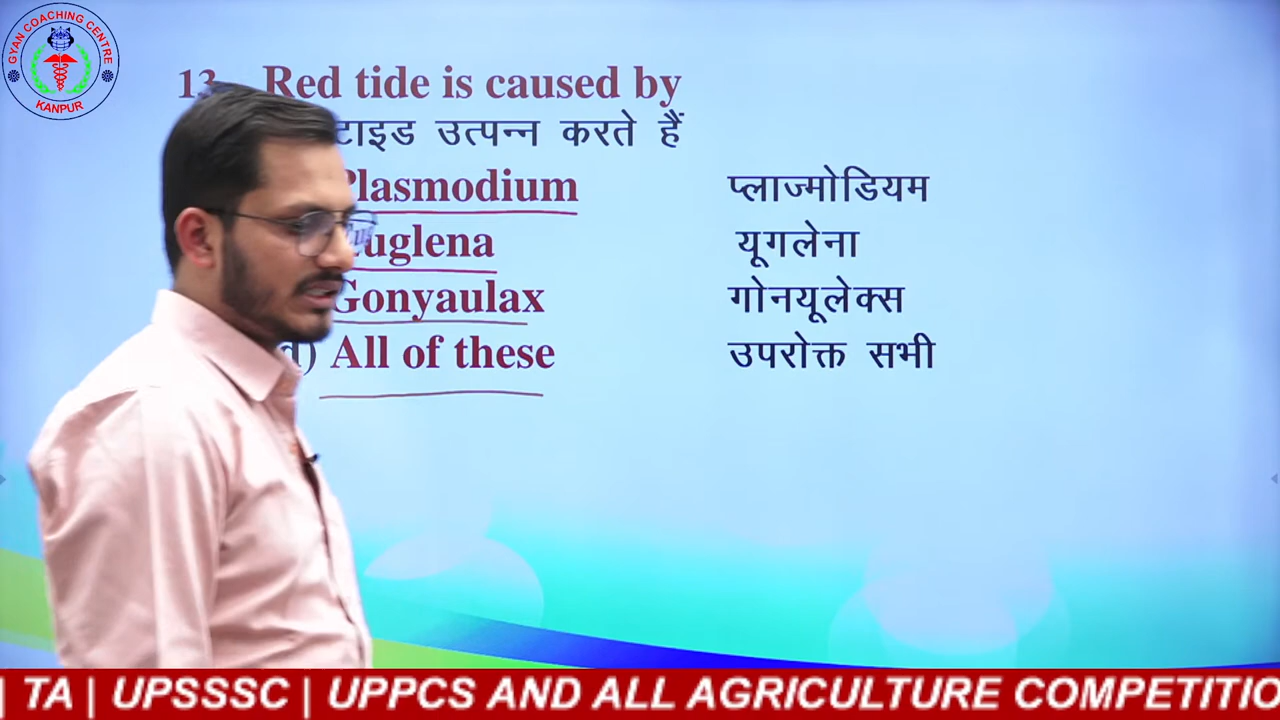 GYAN COACHING CENTRE
KANPUR
13. Red tide is caused by
टाइड उत्पन्न करते हैं
Plasmodium प्लाज्मोडियम
Euglena यूगलेना
Gonyaulax गोनयूलेक्स
d) All of these उपरोक्त सभी
| TA | UPSSSC | UPPCS AND ALL AGRICULTURE COMPETITIO